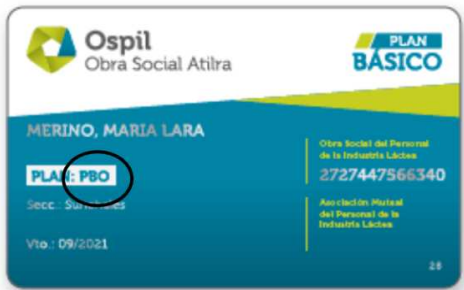 Ospil
Obra Social Atilra
PLAN
BÁSICO
MERINO, MARIA LARA
PLAN: PBO
Secc.: Sunchales
Vto.: 09/2021
Obra Social del Personal
de la Industria Láctea
2727447566340
Asociación Mutual
del Personal de la
Industria Láctea
28